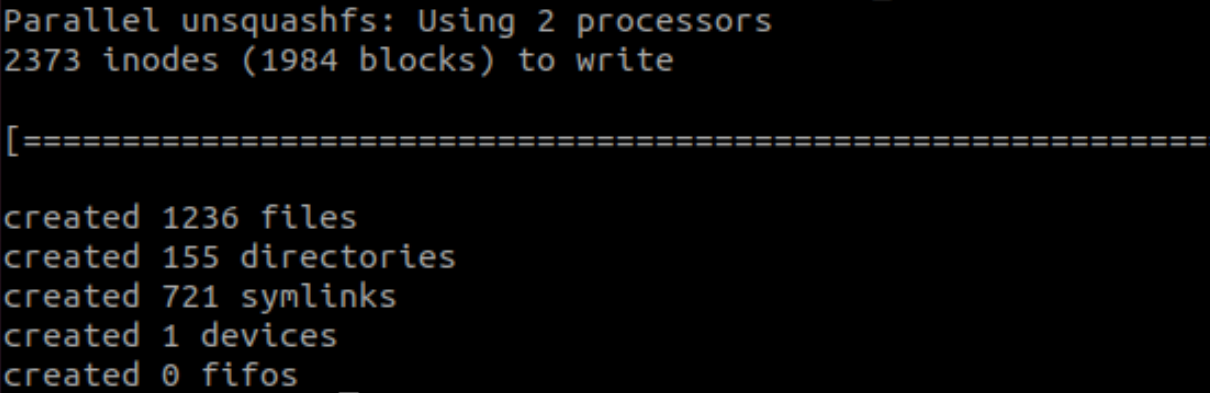 Parallel unsquashfs: Using 2 processors
2373 inodes (1984 blocks) to write
[============================================================
created 1236 files
created 155 directories
created 721 symlinks
created 1 devices
created 0 fifos